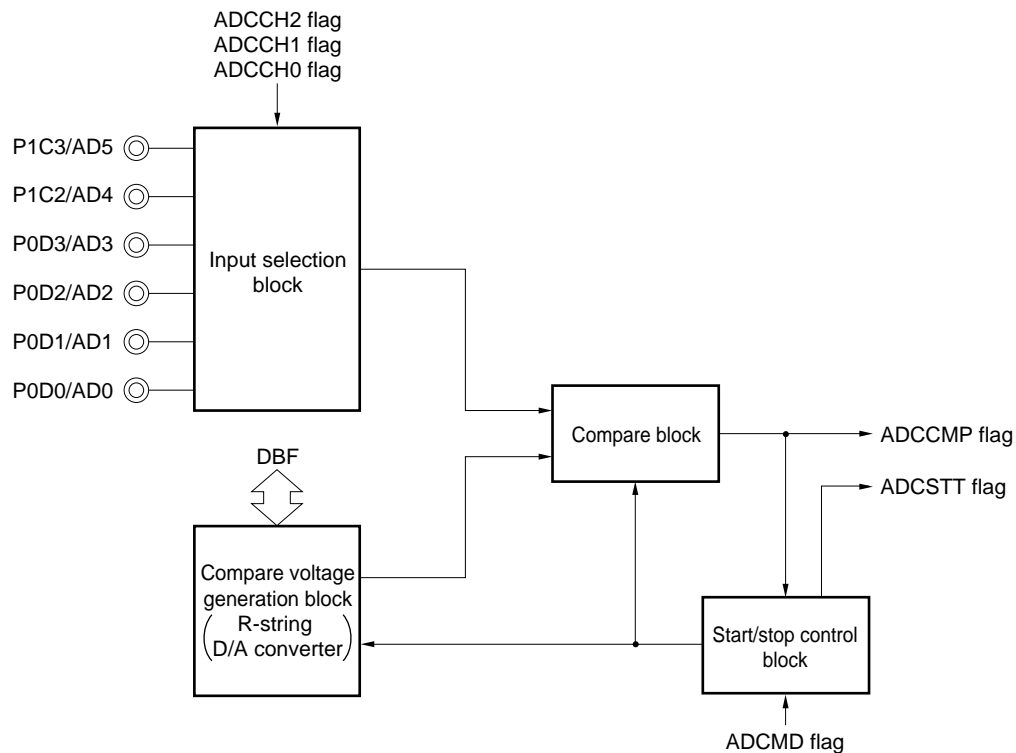 ADCCH2 flag
ADCCH1 flag
ADCCH0 flag
P1C3/AD5
P1C2/AD4
P0D3/AD3
P0D2/AD2
P0D1/AD1
P0D0/AD0
Input selection
block
Compare block
ADCCMP flag
ADCSTT flag
DBF
Compare voltage
generation block
(R-string
D/A converter)
Start/stop control
block
ADCMD flag